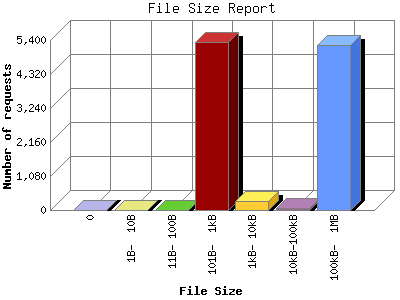 File Size Report
5,400
4,320
3,240
2,160
1,080
0
Number of requests
0
1B- 10B
11B-100B
101B- 1kB
1kB- 10kB
10kB-100kB
100kB- 1MB
File Size